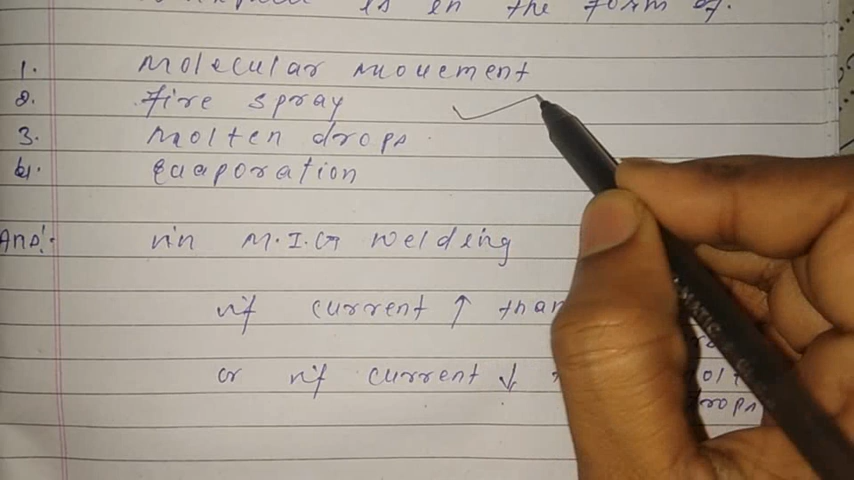 is in the form of.
1. Molecular movement
2. Fire spray
3. Molten drops.
4. Evaporation
Ans:- in M.I.G welding
if current ↑ than
or if current ↓
drops